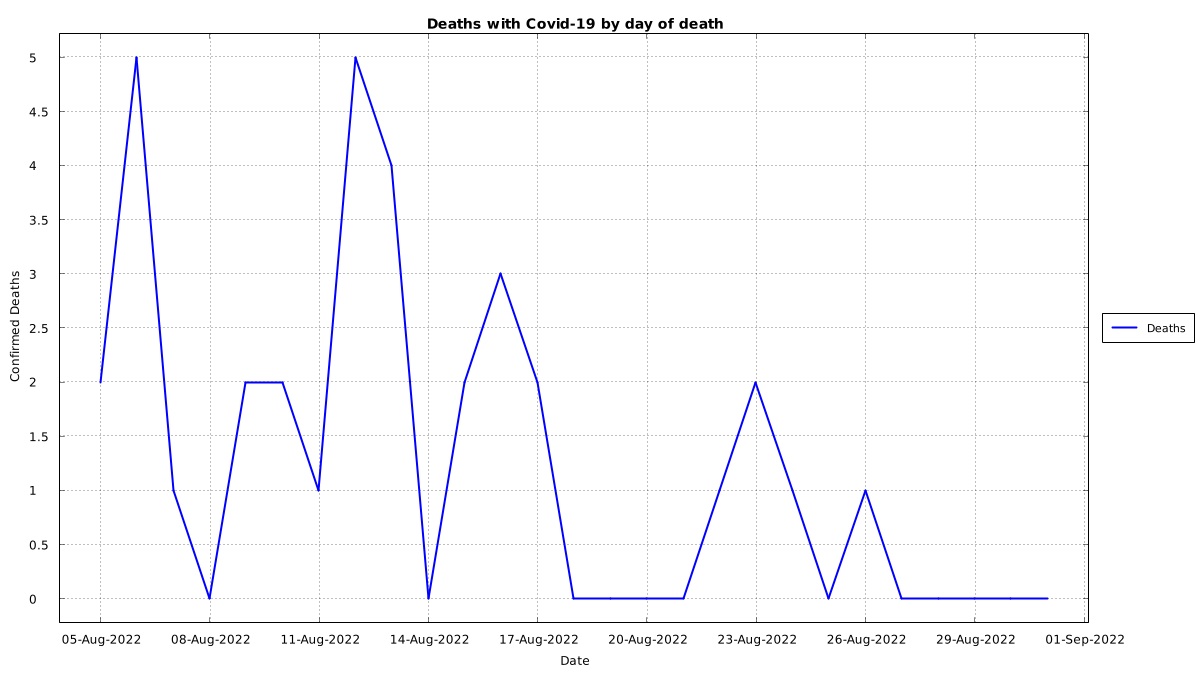 Deaths with Covid-19 by day of death
5
4.5
4
3.5
3
2.5
2
1.5
1
0.5
0
Confirmed Deaths
Deaths
05-Aug-2022 08-Aug-2022 11-Aug-2022 14-Aug-2022 17-Aug-2022 20-Aug-2022 23-Aug-2022 26-Aug-2022 29-Aug-2022 01-Sep-2022
Date